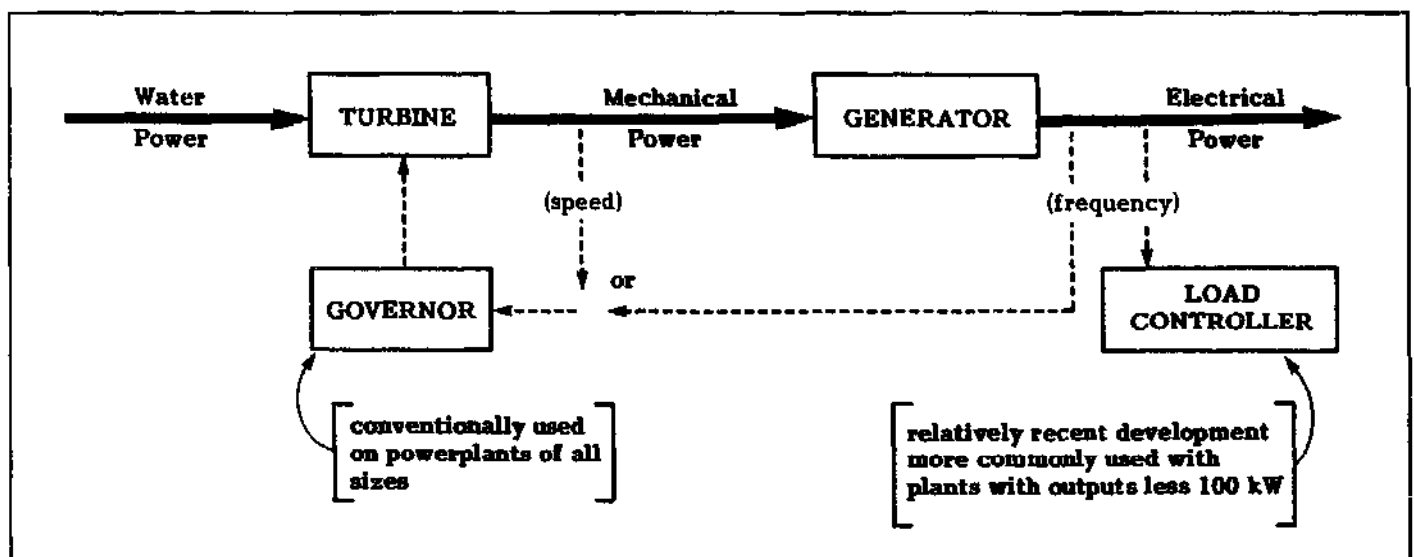 Water
Power
TURBINE
Mechanical
Power
GENERATOR
Electrical
Power
(speed)
(frequency)
or
GOVERNOR
LOAD
CONTROLLER
conventionally used
on powerplants of all
sizes
relatively recent development
more commonly used with
plants with outputs less 100 kW